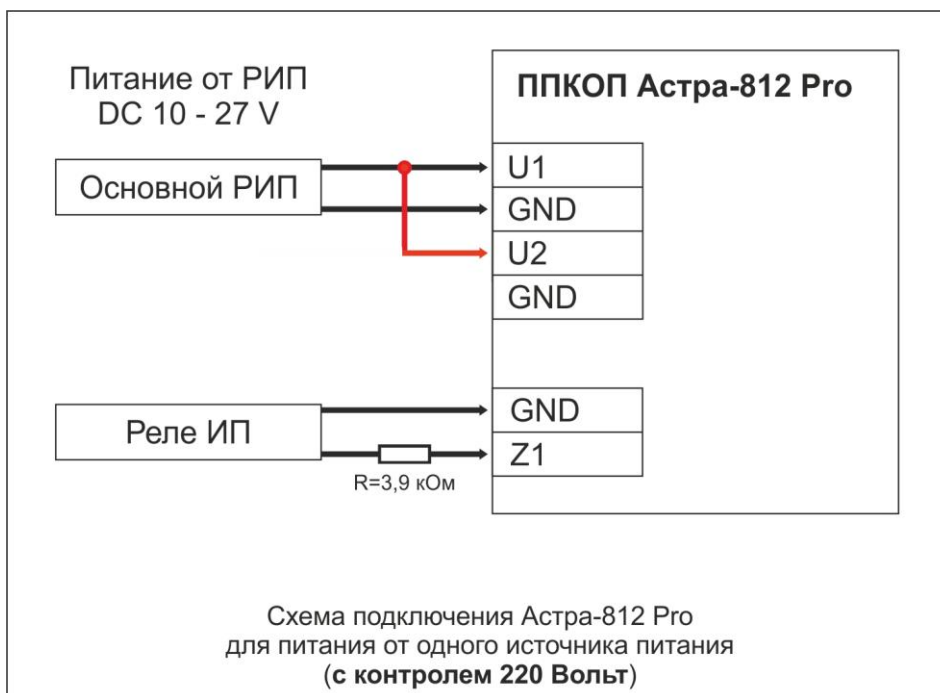 Питание от РИП
DC 10 - 27 V
ППКОП Астра-812 Pro
Основной РИП
U1
GND
U2
GND
Реле ИП
GND
Z1
R=3,9 кОм
Схема подключения Астра-812 Pro
для питания от одного источника питания
(с контролем 220 Вольт)